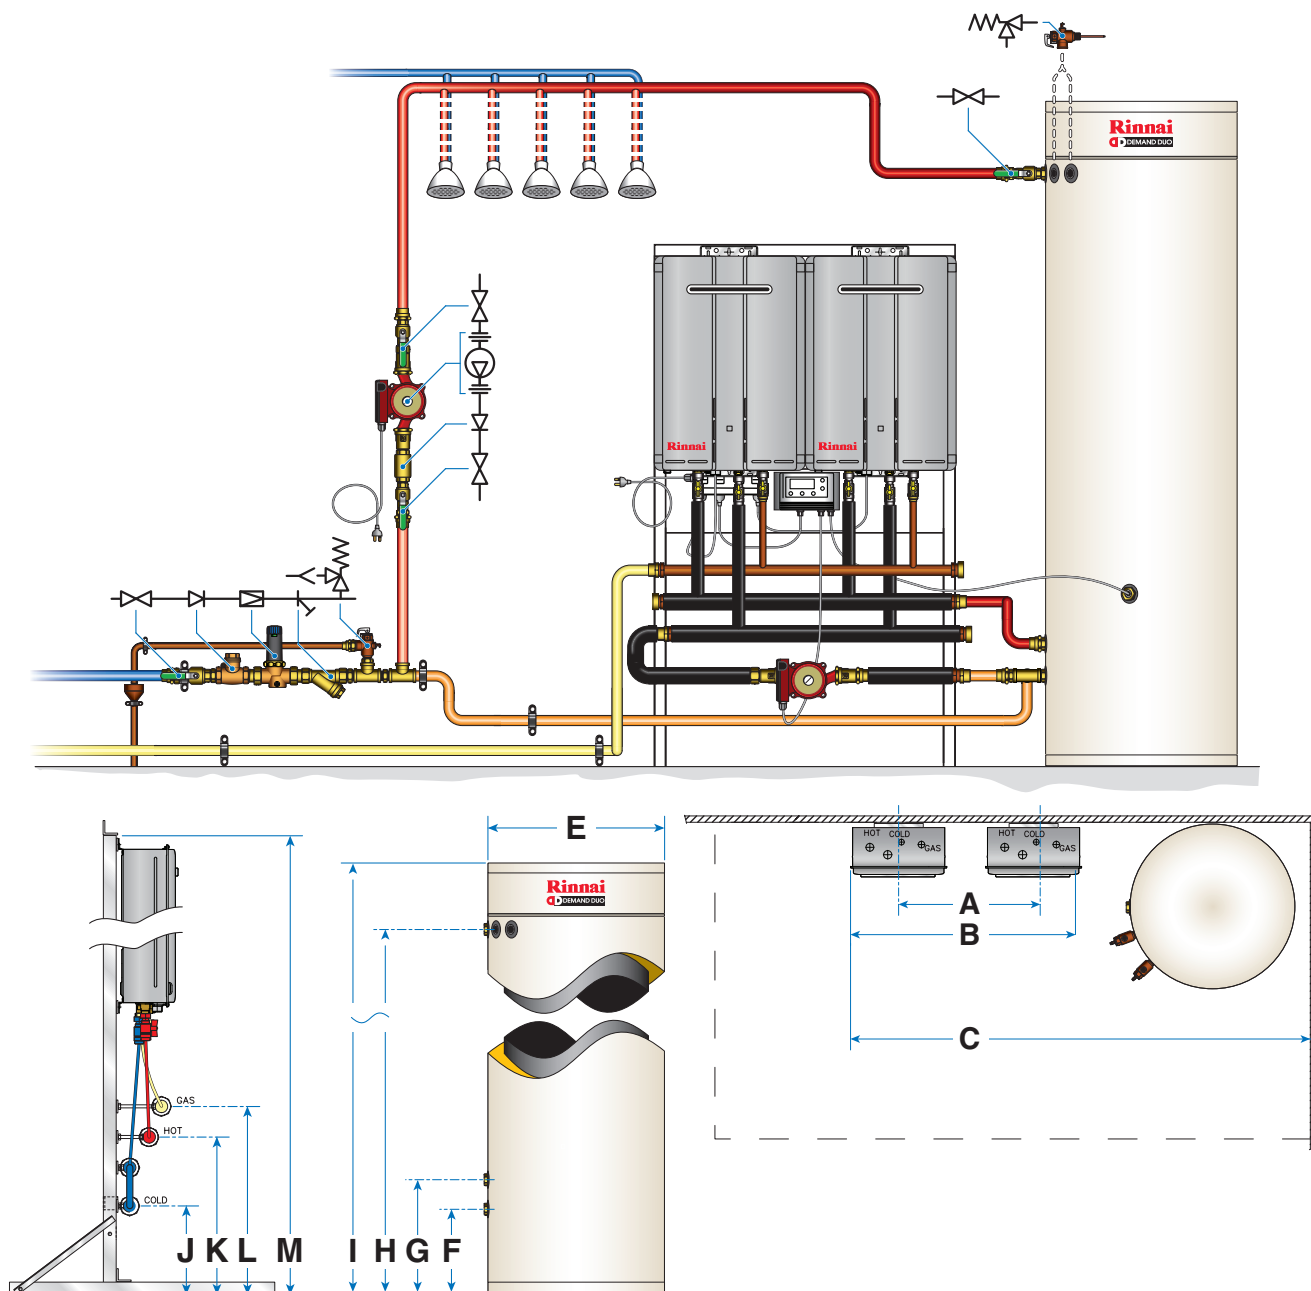 Rinnai
DEMAND DUO
Rinnai
Rinnai
E
HOT
COLD
GAS
HOT
COLD
GAS
Rinnai
DEMAND DUO
A
B
C
GAS
HOT
COLD
J
K
L
M
I
H
G
F